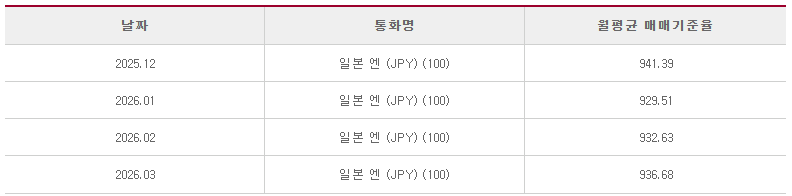 날짜 통화명 월평균 매매기준율
2025.12 일본 엔 (JPY) (100) 941.39
2026.01 일본 엔 (JPY) (100) 929.51
2026.02 일본 엔 (JPY) (100) 932.63
2026.03 일본 엔 (JPY) (100) 936.68